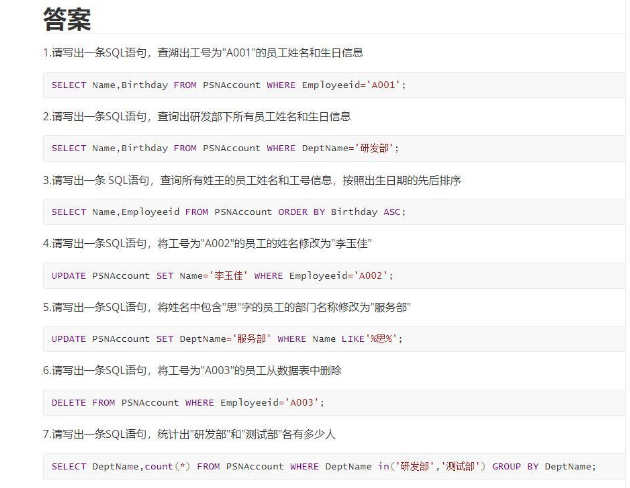 答案
1.请写出一条SQL语句，查湖出工号为"A001"的员工姓名和生日信息
SELECT Name,Birthday FROM PSNAccount WHERE Employeeid='A001';
2.请写出一条SQL语句，查询出研发部下所有员工姓名和生日信息
SELECT Name,Birthday FROM PSNAccount WHERE DeptName='研发部';
3.请写出一条 SQL语句，查询所有姓王的员工姓名和工号信息，按照出生日期的先后排序
SELECT Name,Employeeid FROM PSNAccount ORDER BY Birthday ASC;
4.请写出一条SQL语句，将工号为"A002"的员工的姓名修改为"李玉佳"
UPDATE PSNAccount SET Name='李玉佳' WHERE Employeeid='A002';
5.请写出一条SQL语句，将姓名中包含"思"字的员工的部门名称修改为"服务部"
UPDATE PSNAccount SET DeptName='服务部' WHERE Name LIKE'%思%';
6.请写出一条SQL语句，将工号为"A003"的员工从数据表中删除
DELETE FROM PSNAccount WHERE Employeeid='A003';
7.请写出一条SQL语句，统计出"研发部"和"测试部"各有多少人
SELECT DeptName,count(*) FROM PSNAccount WHERE DeptName in('研发部','测试部') GROUP BY DeptName;